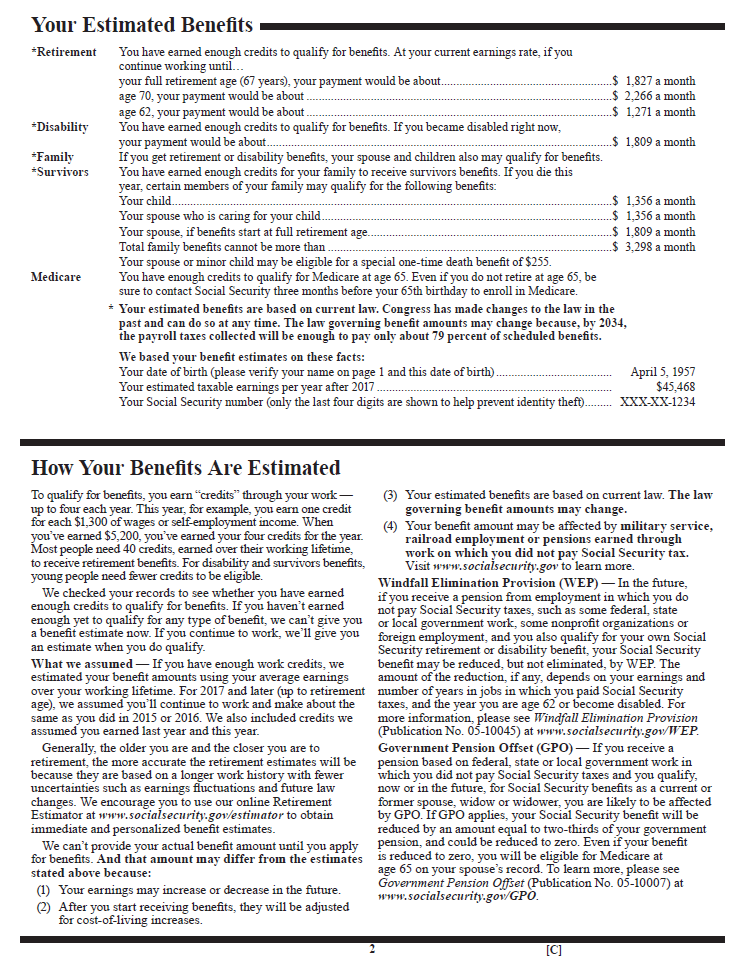 Your Estimated Benefits
*Retirement You have earned enough credits to qualify for benefits. At your current earnings rate, if you
continue working until…
your full retirement age (67 years), your payment would be about.......... $ 1,827 a month
age 70, your payment would be about .......... $ 2,266 a month
age 62, your payment would be about .......... $ 1,271 a month
*Disability You have earned enough credits to qualify for benefits. If you became disabled right now,
your payment would be about.......... $ 1,809 a month
*Family If you get retirement or disability benefits, your spouse and children also may qualify for benefits.
*Survivors You have earned enough credits for your family to receive survivors benefits. If you die this
year, certain members of your family may qualify for the following benefits:
Your child.......... $ 1,356 a month
Your spouse who is caring for your child.......... $ 1,356 a month
Your spouse, if benefits start at full retirement age.......... $ 1,809 a month
Total family benefits cannot be more than .......... $ 3,298 a month
Your spouse or minor child may be eligible for a special one-time death benefit of $255.
Medicare You have enough credits to qualify for Medicare at age 65. Even if you do not retire at age 65, be
sure to contact Social Security three months before your 65th birthday to enroll in Medicare.
* Your estimated benefits are based on current law. Congress has made changes to the law in the
past and can do so at any time. The law governing benefit amounts may change because, by 2034,
the payroll taxes collected will be enough to pay only about 79 percent of scheduled benefits.
We based your benefit estimates on these facts:
Your date of birth (please verify your name on page 1 and this date of birth).......... April 5, 1957
Your estimated taxable earnings per year after 2017 .......... $45,468
Your Social Security number (only the last four digits are shown to help prevent identity theft).......... XXX-XX-1234
How Your Benefits Are Estimated
To qualify for benefits, you earn “credits” through your work —
up to four each year. This year, for example, you earn one credit
for each $1,300 of wages or self-employment income. When
you’ve earned $5,200, you’ve earned your four credits for the year.
Most people need 40 credits, earned over their working lifetime,
to receive retirement benefits. For disability and survivors benefits,
young people need fewer credits to be eligible.
We checked your records to see whether you have earned
enough credits to qualify for benefits. If you haven’t earned
enough yet to qualify for any type of benefit, we can’t give you
a benefit estimate now. If you continue to work, we’ll give you
an estimate when you do qualify.
What we assumed — If you have enough work credits, we
estimated your benefit amounts using your average earnings
over your working lifetime. For 2017 and later (up to retirement
age), we assumed you’ll continue to work and make about the
same as you did in 2015 or 2016. We also included credits we
assumed you earned last year and this year.
Generally, the older you are and the closer you are to
retirement, the more accurate the retirement estimates will be
because they are based on a longer work history with fewer
uncertainties such as earnings fluctuations and future law
changes. We encourage you to use our online Retirement
Estimator at www.socialsecurity.gov/estimator to obtain
immediate and personalized benefit estimates.
We can’t provide your actual benefit amount until you apply
for benefits. And that amount may differ from the estimates
stated above because:
(1) Your earnings may increase or decrease in the future.
(2) After you start receiving benefits, they will be adjusted
for cost-of-living increases.
(3) Your estimated benefits are based on current law. The law
governing benefit amounts may change.
(4) Your benefit amount may be affected by military service,
railroad employment or pensions earned through
work on which you did not pay Social Security tax.
Visit www.socialsecurity.gov to learn more.
Windfall Elimination Provision (WEP) — In the future,
if you receive a pension from employment in which you do
not pay Social Security taxes, such as some federal, state
or local government work, some nonprofit organizations or
foreign employment, and you also qualify for your own Social
Security retirement or disability benefit, your Social Security
benefit may be reduced, but not eliminated, by WEP. The
amount of the reduction, if any, depends on your earnings and
number of years in jobs in which you paid Social Security
taxes, and the year you are age 62 or become disabled. For
more information, please see Windfall Elimination Provision
(Publication No. 05-10045) at www.socialsecurity.gov/WEP.
Government Pension Offset (GPO) — If you receive a
pension based on federal, state or local government work in
which you did not pay Social Security taxes and you qualify,
now or in the future, for Social Security benefits as a current or
former spouse, widow or widower, you are likely to be affected
by GPO. If GPO applies, your Social Security benefit will be
reduced by an amount equal to two-thirds of your government
pension, and could be reduced to zero. Even if your benefit
is reduced to zero, you will be eligible for Medicare at
age 65 on your spouse’s record. To learn more, please see
Government Pension Offset (Publication No. 05-10007) at
www.socialsecurity.gov/GPO.
2 [C]